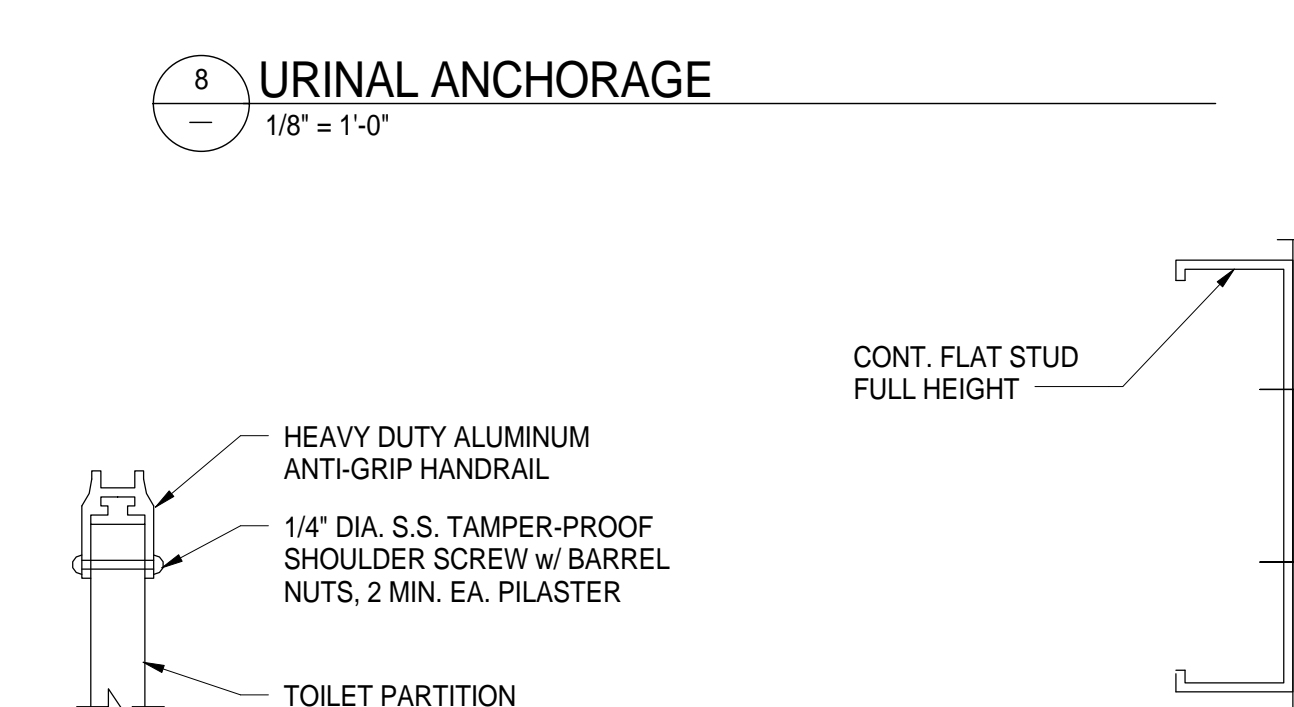 8
URINAL ANCHORAGE
1/8" = 1'-0"
CONT. FLAT STUD
FULL HEIGHT
HEAVY DUTY ALUMINUM
ANTI-GRIP HANDRAIL
1/4" DIA. S.S. TAMPER-PROOF
SHOULDER SCREW w/ BARREL
NUTS, 2 MIN. EA. PILASTER
TOILET PARTITION